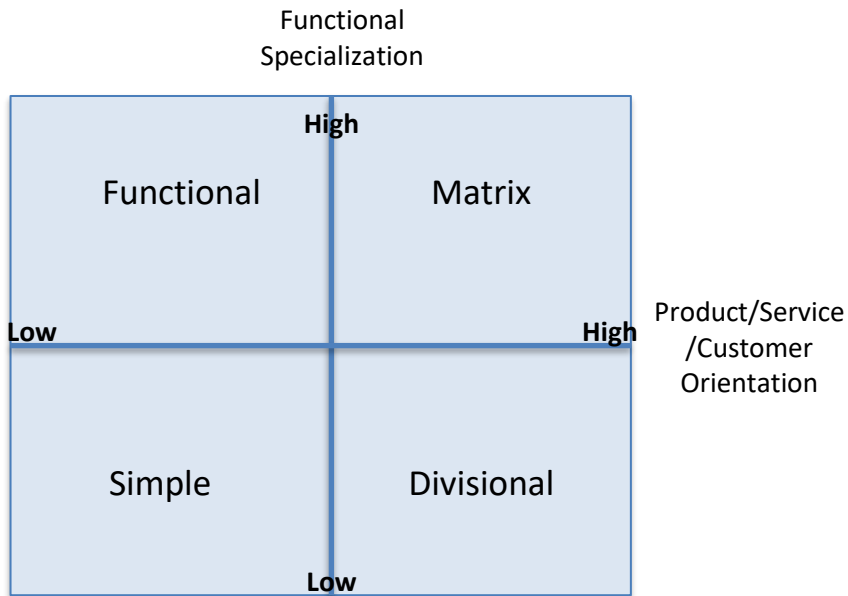 Functional
Specialization
High
Functional
Matrix
Low
High
Product/Service
/Customer
Orientation
Simple
Divisional
Low